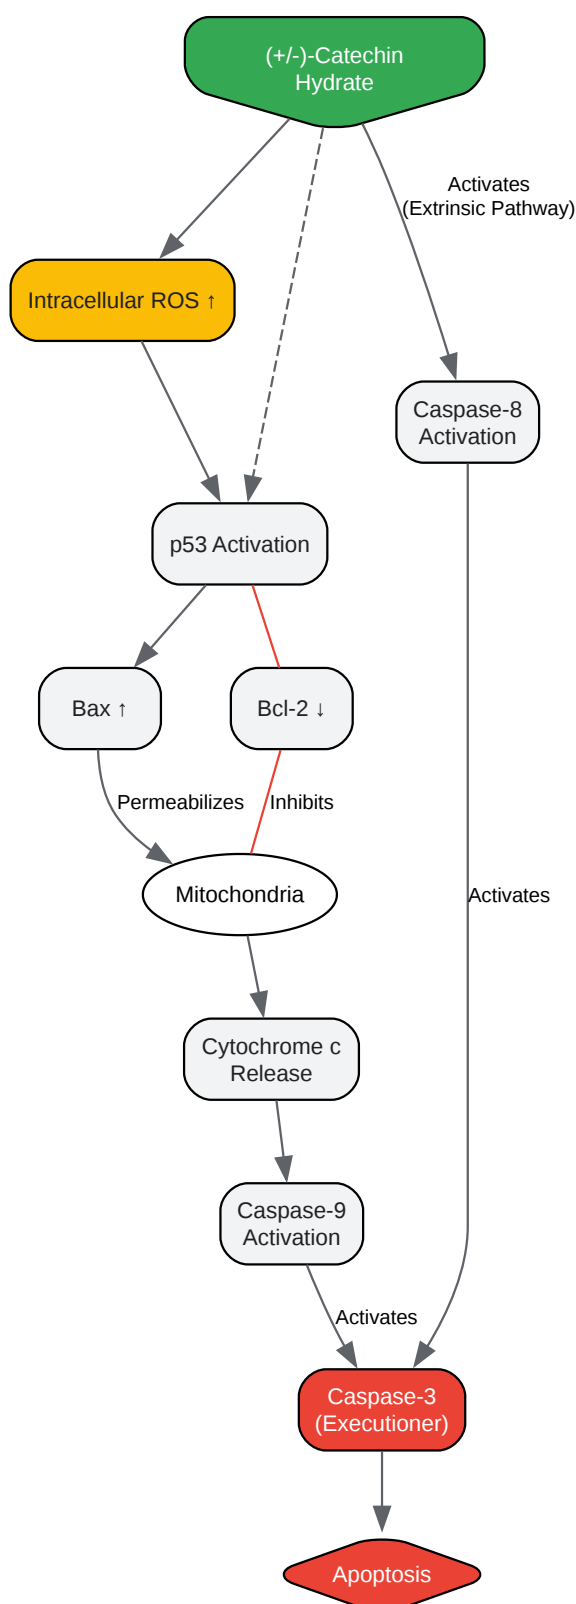 (+/-)-Catechin
Hydrate
Activates
(Extrinsic Pathway)
Intracellular ROS ↑
Caspase-8
Activation
p53 Activation
Bax ↑
Bcl-2 ↓
Permeabilizes
Inhibits
Mitochondria
Activates
Cytochrome c
Release
Caspase-9
Activation
Activates
Caspase-3
(Executioner)
Apoptosis